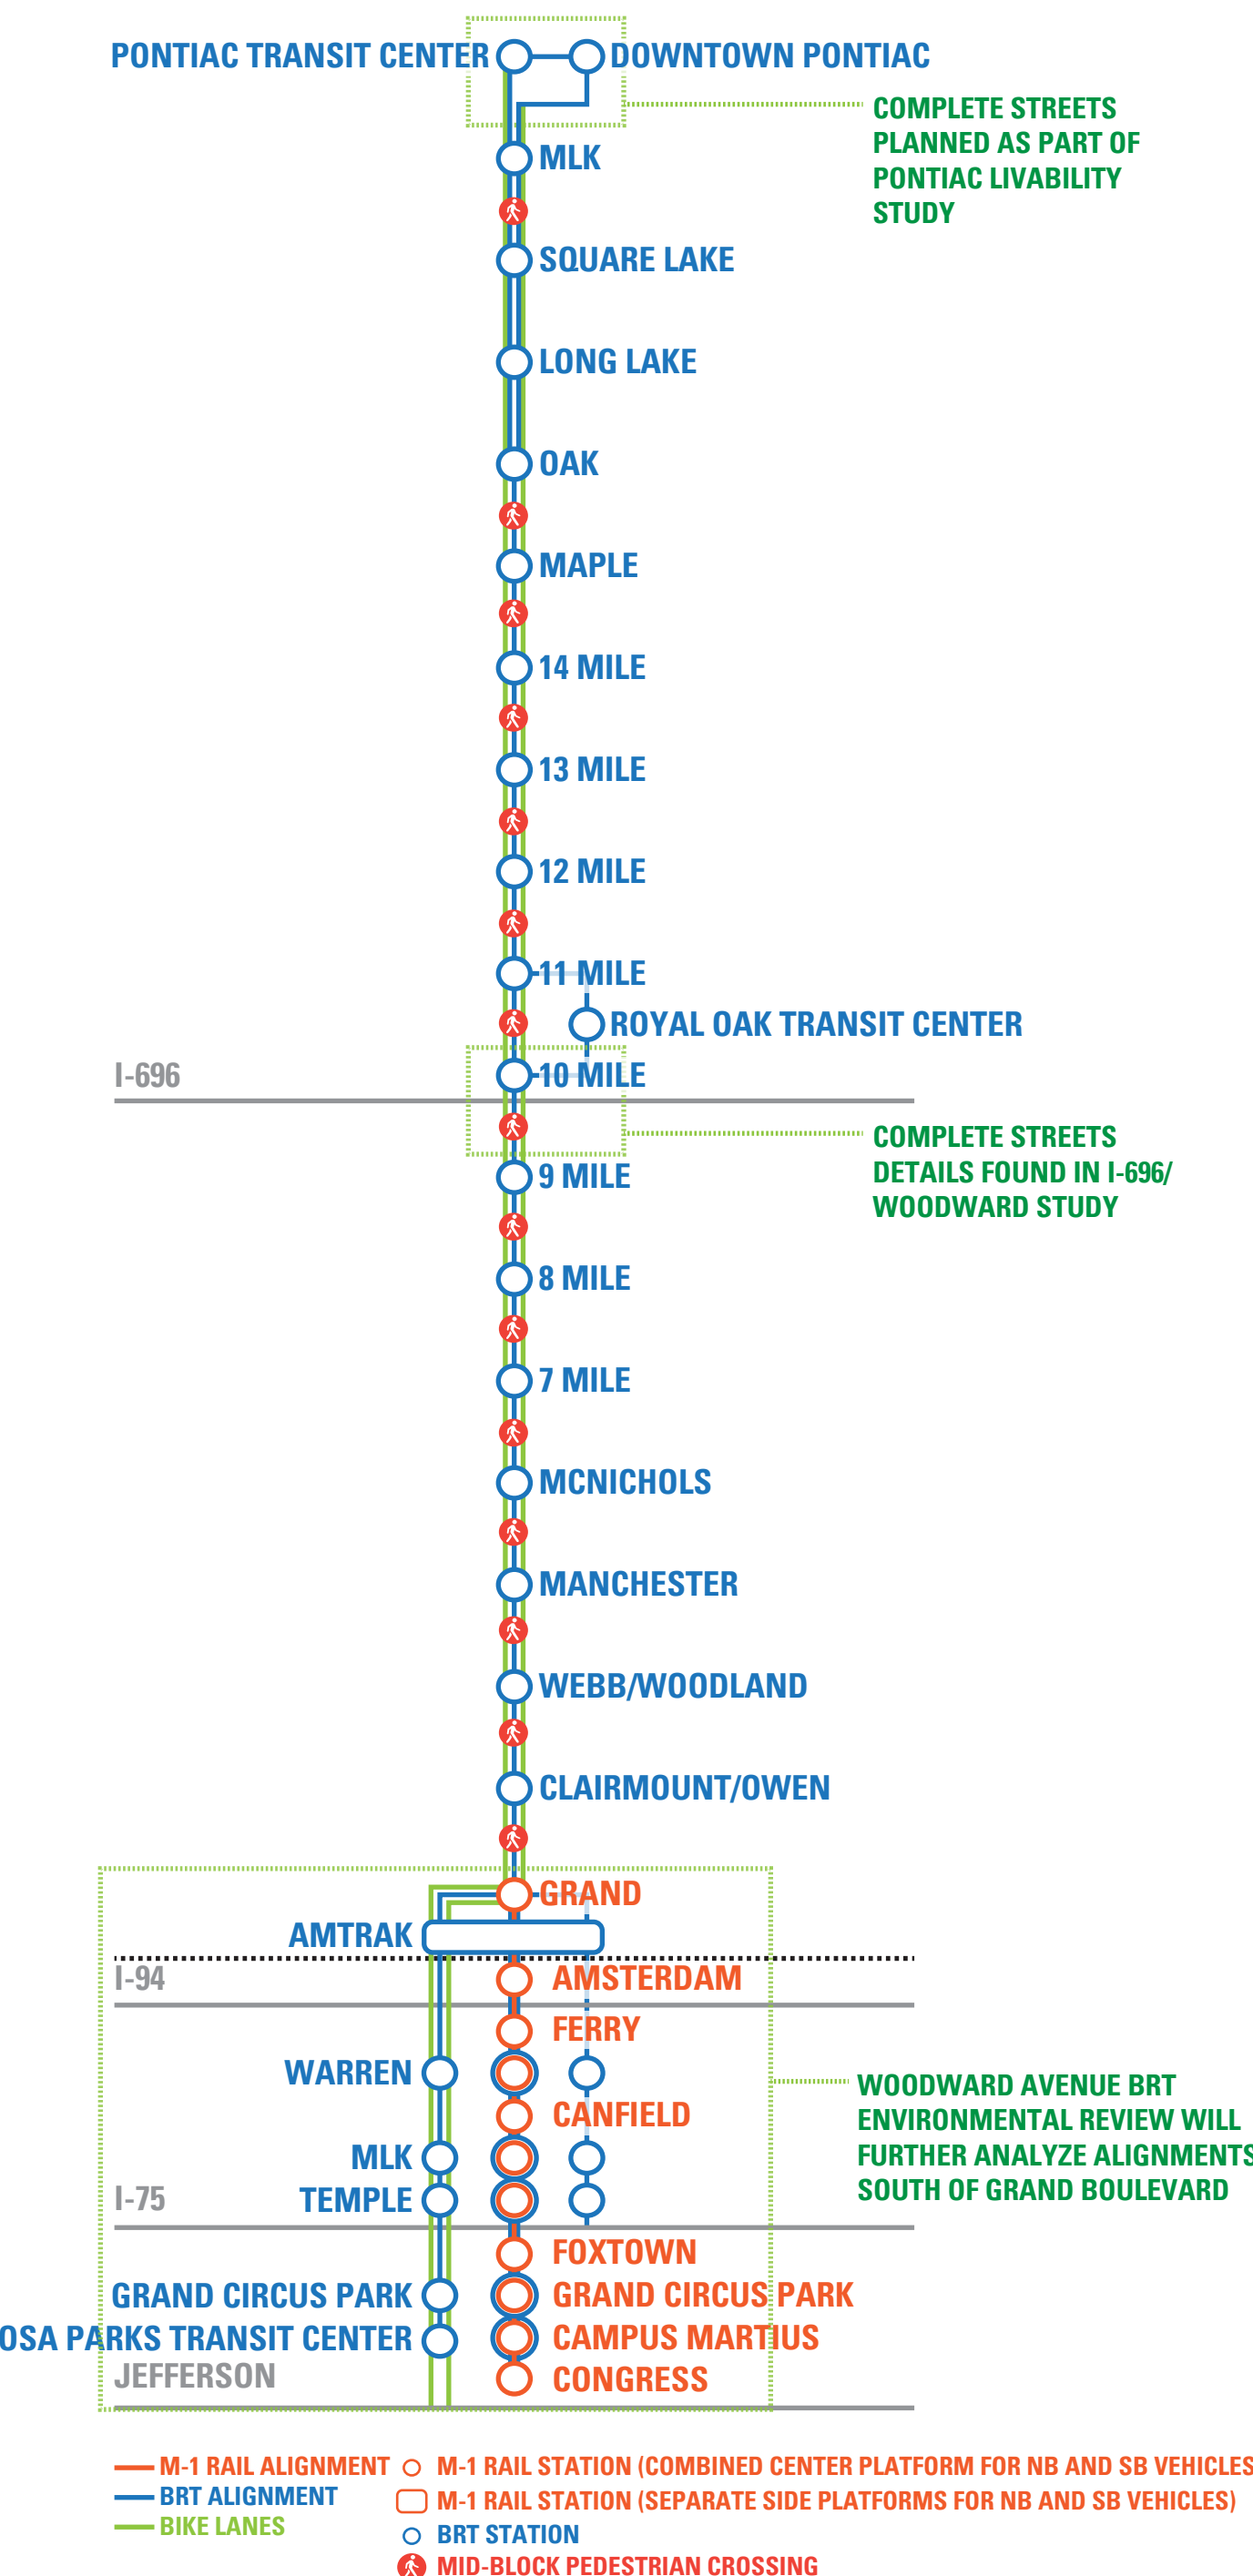 PONTIAC TRANSIT CENTER
DOWNTOWN PONTIAC
COMPLETE STREETS
PLANNED AS PART OF
PONTIAC LIVABILITY
STUDY
MLK
SQUARE LAKE
LONG LAKE
OAK
MAPLE
14 MILE
13 MILE
12 MILE
11 MILE
ROYAL OAK TRANSIT CENTER
I-696
10 MILE
COMPLETE STREETS
DETAILS FOUND IN I-696/
WOODWARD STUDY
9 MILE
8 MILE
7 MILE
MCNICHOLS
MANCHESTER
WEBB/WOODLAND
CLAIRMOUNT/OWEN
GRAND
AMTRAK
I-94
AMSTERDAM
FERRY
WARREN
CANFIELD
WOODWARD AVENUE BRT
ENVIRONMENTAL REVIEW WILL
FURTHER ANALYZE ALIGNMENTS
SOUTH OF GRAND BOULEVARD
MLK
I-75
TEMPLE
FOXTOWN
GRAND CIRCUS PARK
GRAND CIRCUS PARK
OSA PARKS TRANSIT CENTER
CAMPUS MARTIUS
JEFFERSON
CONGRESS
M-1 RAIL ALIGNMENT
BRT ALIGNMENT
BIKE LANES
M-1 RAIL STATION (COMBINED CENTER PLATFORM FOR NB AND SB VEHICLES
M-1 RAIL STATION (SEPARATE SIDE PLATFORMS FOR NB AND SB VEHICLES)
BRT STATION
MID-BLOCK PEDESTRIAN CROSSING